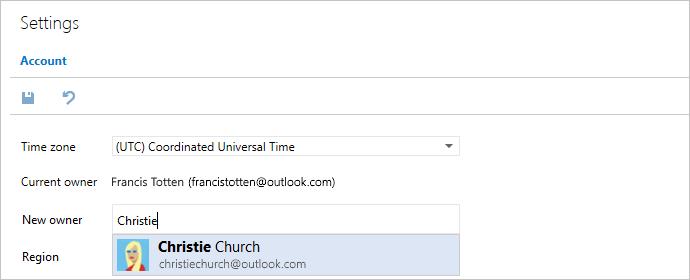 Settings
Account
Time zone (UTC) Coordinated Universal Time
Current owner Francis Totten (francistotten@outlook.com)
New owner Christie
Christie Church
Region christiechurch@outlook.com